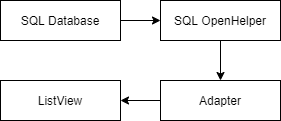 SQL Database
SQL OpenHelper
ListView
Adapter